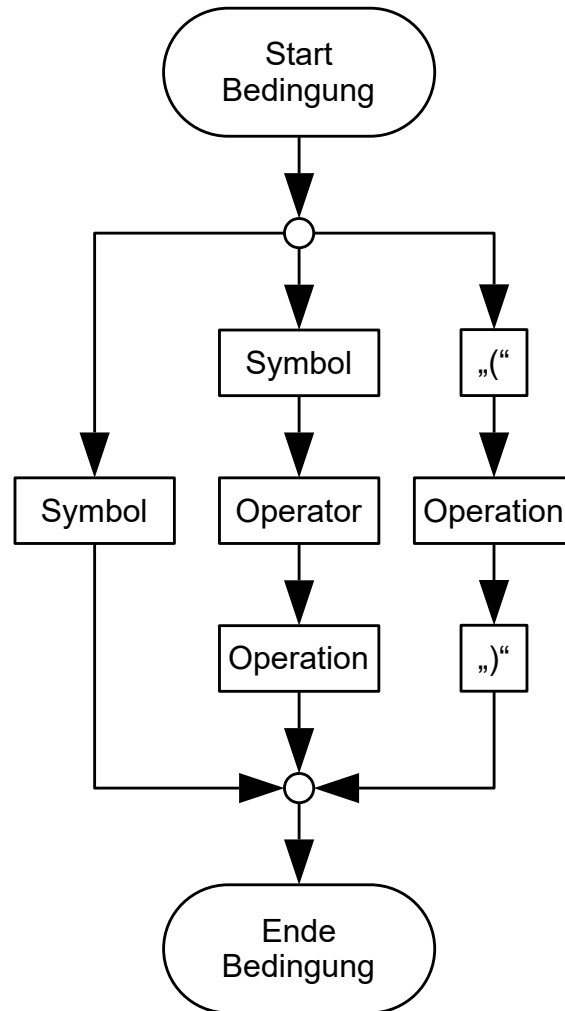 Start
Bedingung
Symbol
„(“
Symbol
Operator
Operation
Operation
„)“
Ende
Bedingung